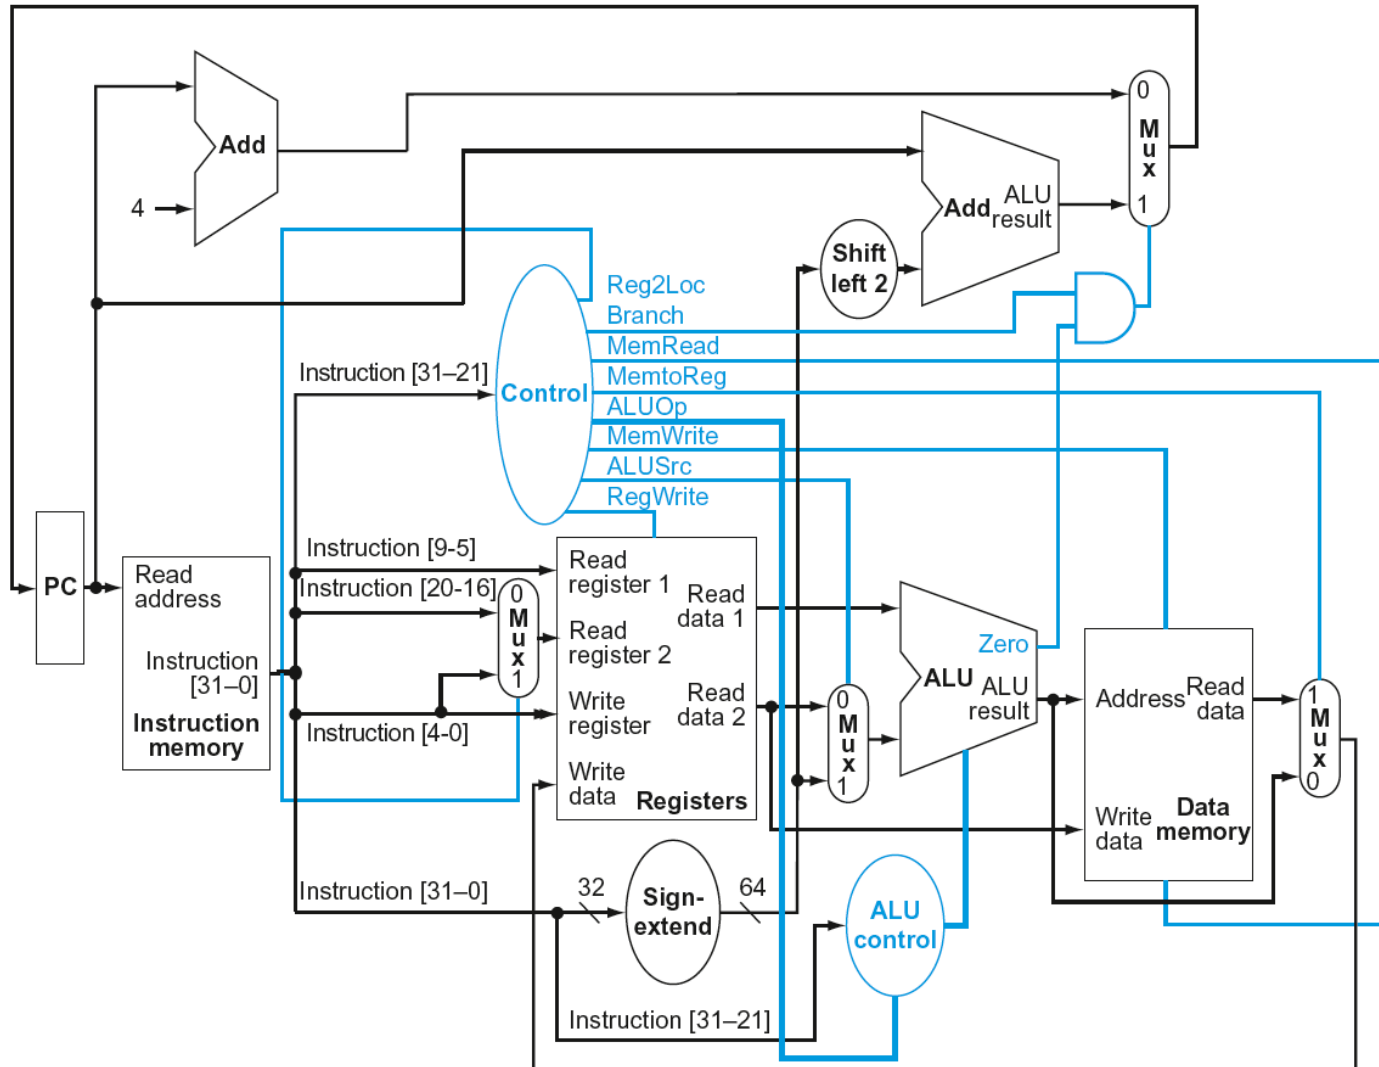 0
M
u
x
1
Add
4
Add
ALU
result
Shift
left 2
Reg2Loc
Branch
MemRead
MemtoReg
ALUOp
MemWrite
ALUSrc
RegWrite
Control
Instruction [31–21]
PC
Read
address
Instruction
[31–0]
Instruction
memory
Instruction [9-5]
Instruction [20-16]
Instruction [4-0]
0
M
u
x
1
Read
register 1
Read
register 2
Write
register
Write
data
Read
data 1
Read
data 2
Registers
0
M
u
x
1
Zero
ALU
ALU
result
Address
Read
data
Write
data
Data
memory
1
M
u
x
0
Instruction [31–0]
32
Sign-
extend
64
ALU
control
Instruction [31–21]